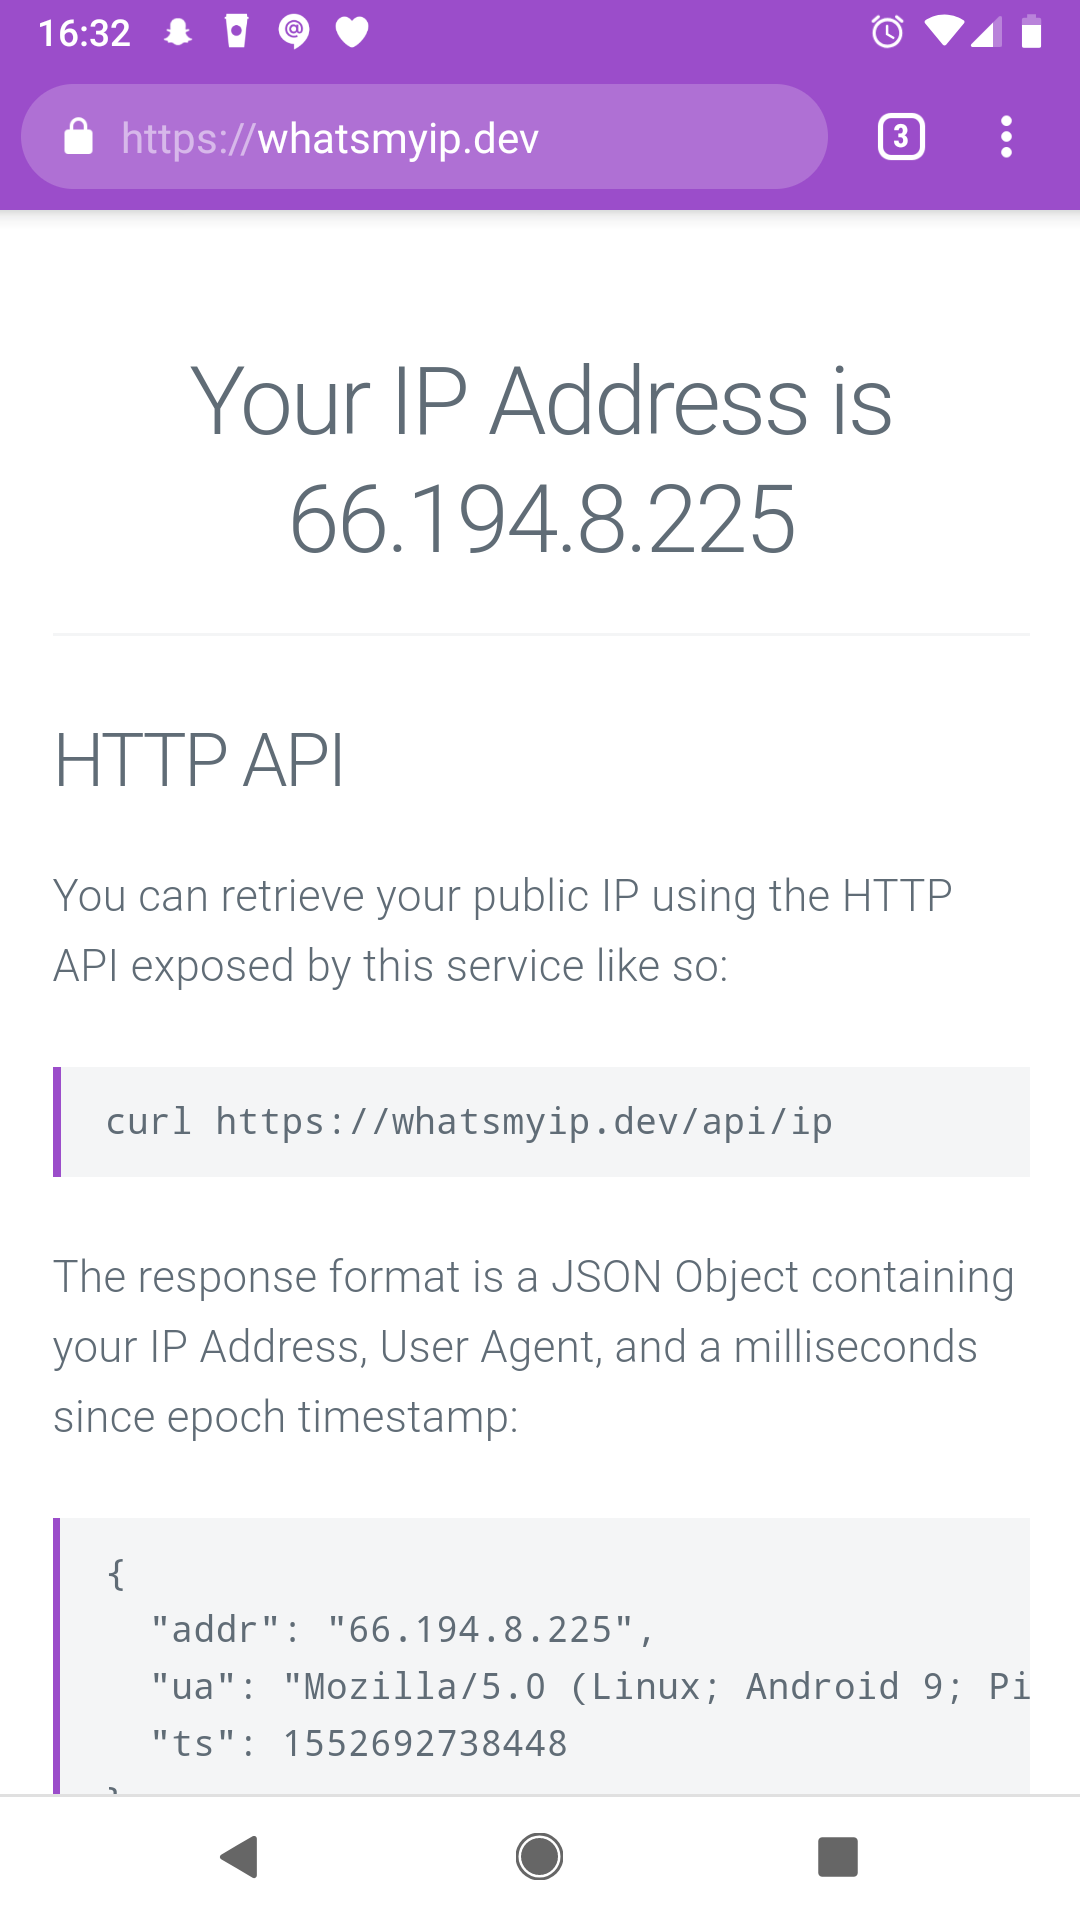 16:32
https://whatsmyip.dev
3
Your IP Address is
66.194.8.225
HTTP API
You can retrieve your public IP using the HTTP
API exposed by this service like so:
curl https://whatsmyip.dev/api/ip
The response format is a JSON Object containing
your IP Address, User Agent, and a milliseconds
since epoch timestamp:
{
"addr": "66.194.8.225",
"ua": "Mozilla/5.0 (Linux; Android 9; Pi
"ts": 1552692738448
}